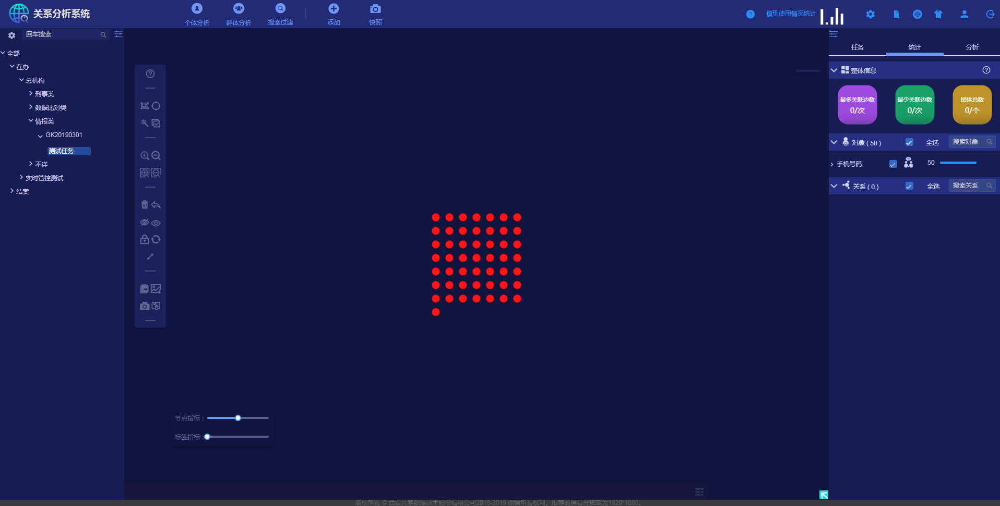 关系分析系统
个体分析
群体分析
搜索过滤
添加
快照
模型使用情况统计
回车搜索
全部
在办
总机构
刑事类
数据比对类
情报类
GK20190301
测试任务
不详
实时管控测试
结案
节点指标：
标签指标：
任务
统计
分析
整体信息
最多关联边数
0/次
最少关联边数
0/次
团体总数
0/个
对象 ( 50 )
全选
搜索对象
手机号码
50
关系 ( 0 )
全选
搜索关系
版权所有 © 西安九索数据技术股份有限公司2018-2019 保留所有权利。推荐的屏幕分辨率为1920*1080。